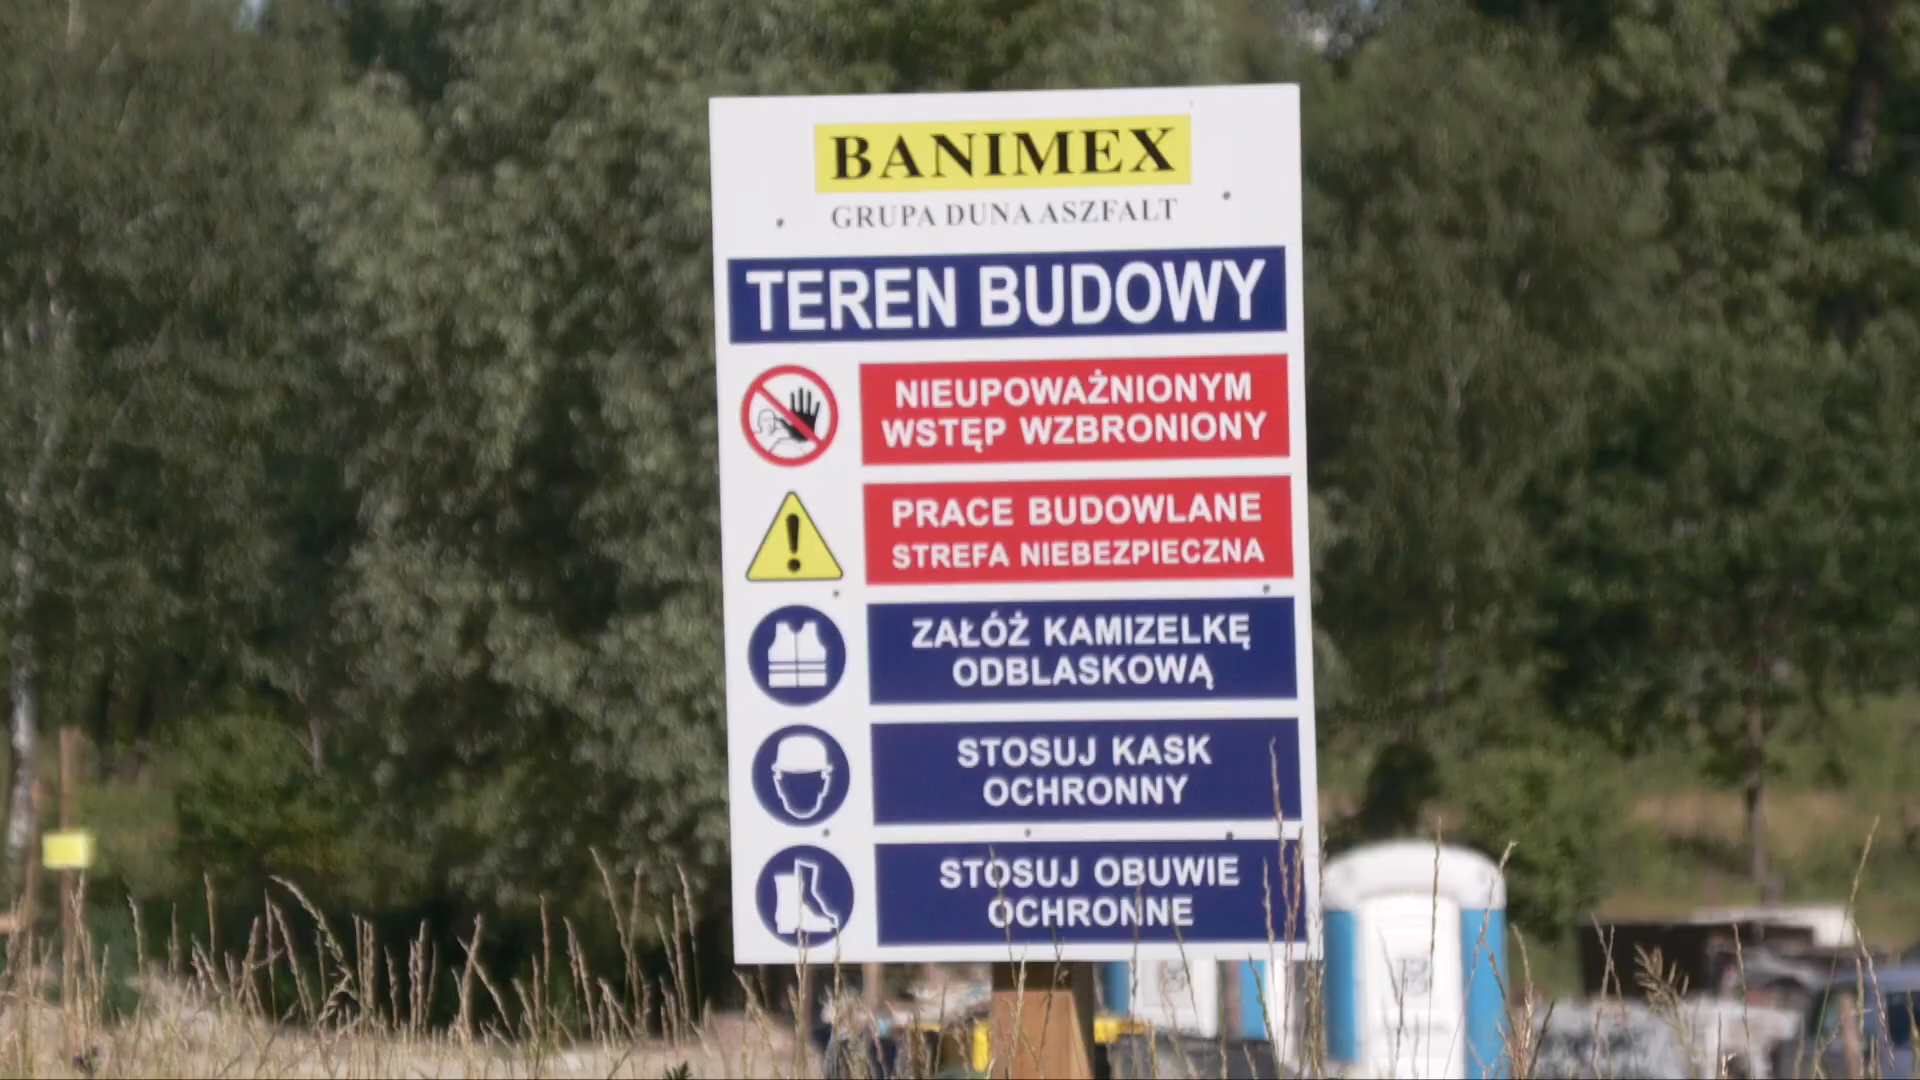 BANIMEX
GRUPA DUNA ASZFALT
TEREN BUDOWY
NIEUPOWAŻNIONYM
WSTĘP WZBRONIONY
PRACE BUDOWLANE
STREFA NIEBEZPIECZNA
ZAŁÓŻ KAMIZELKĘ
ODBLASKOWĄ
STOSUJ KASK
OCHRONNY
STOSUJ OBUWIE
OCHRONNE